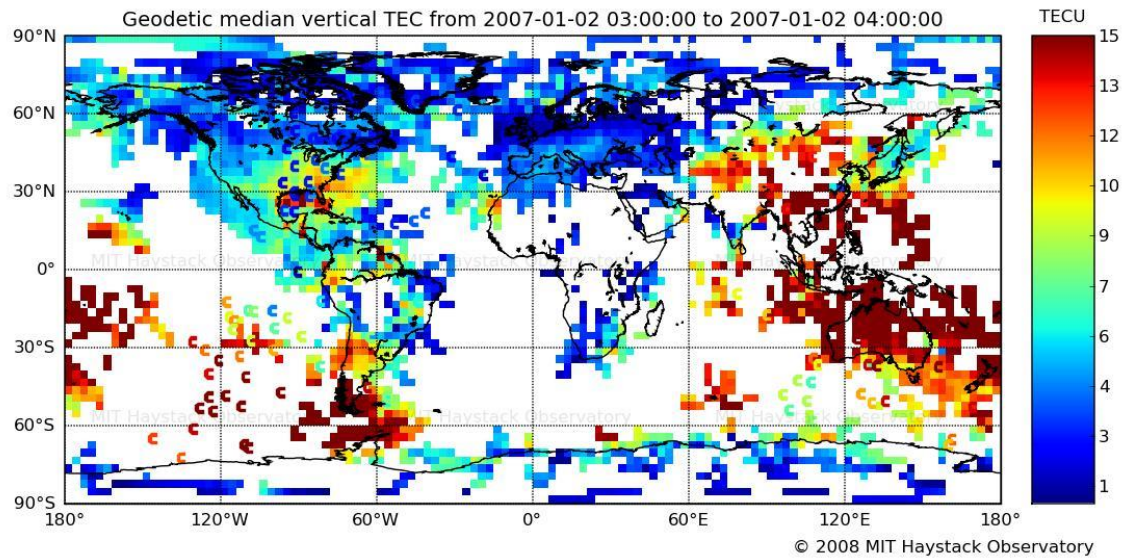 Geodetic median vertical TEC from 2007-01-02 03:00:00 to 2007-01-02 04:00:00
TECU
90°N
60°N
30°N
0°
30°S
60°S
90°S
180°
120°W
60°W
0°
60°E
120°E
180°
15
13
12
10
9
7
6
4
3
1
MIT Haystack Observatory
MIT Haystack Observatory
MIT Haystack Observatory
MIT Haystack Observatory
MIT Haystack Observatory
MIT Haystack Observatory
© 2008 MIT Haystack Observatory